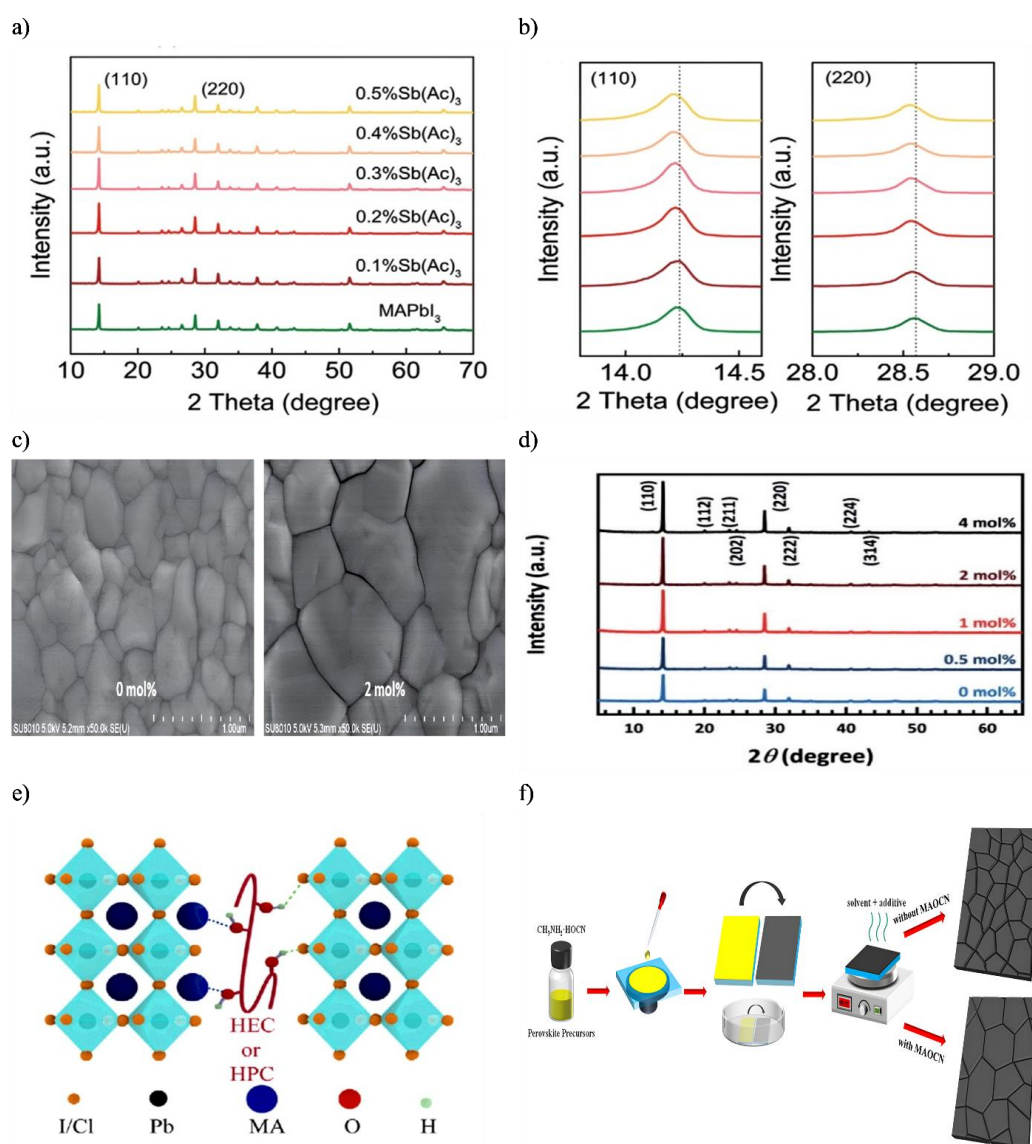 a)
(110)
(220)
0.5%Sb(Ac)3
0.4%Sb(Ac)3
0.3%Sb(Ac)3
0.2%Sb(Ac)3
0.1%Sb(Ac)3
MAPbI3
Intensity (a.u.)
10 20 30 40 50 60 70
2 Theta (degree)
b)
(110)
(220)
Intensity (a.u.)
Intensity (a.u.)
14.0 14.5
28.0 28.5 29.0
2 Theta (degree)
2 Theta (degree)
c)
0 mol%
SU8010 5.0kV 5.2mm x50.0k SE(U) 1.00um
2 mol%
SU8010 5.0kV 5.3mm x50.0k SE(U) 1.00um
d)
(110)
(112)
(211)
(220)
(224)
4 mol%
(202)
(222)
(314)
2 mol%
1 mol%
0.5 mol%
0 mol%
Intensity (a.u.)
10 20 30 40 50 60
2θ (degree)
e)
HEC
or
HPC
I/Cl Pb MA O H
f)
CH3NH2·HOCN
Perovskite Precursors
solvent + additive
without MAOCN
with MAOCN